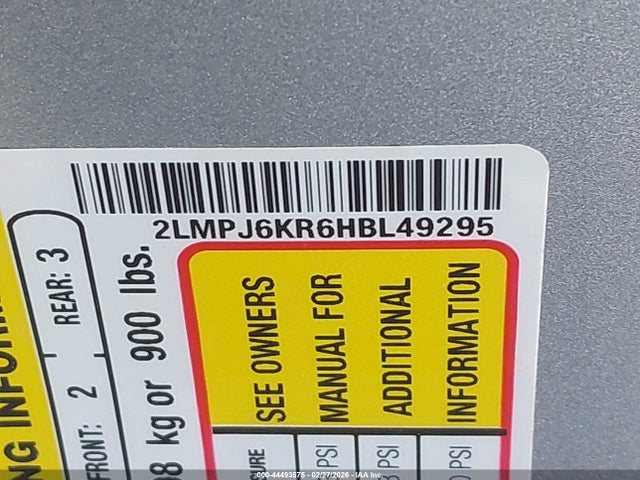 2LMPJ6KR6HBL49295
REAR: 3
FRONT: 2
kg or 900 lbs.
SEE OWNERS
MANUAL FOR
ADDITIONAL
INFORMATION
PSI
PSI
PSI
000-44493575 - 02/27/2026 - IAA Inc.